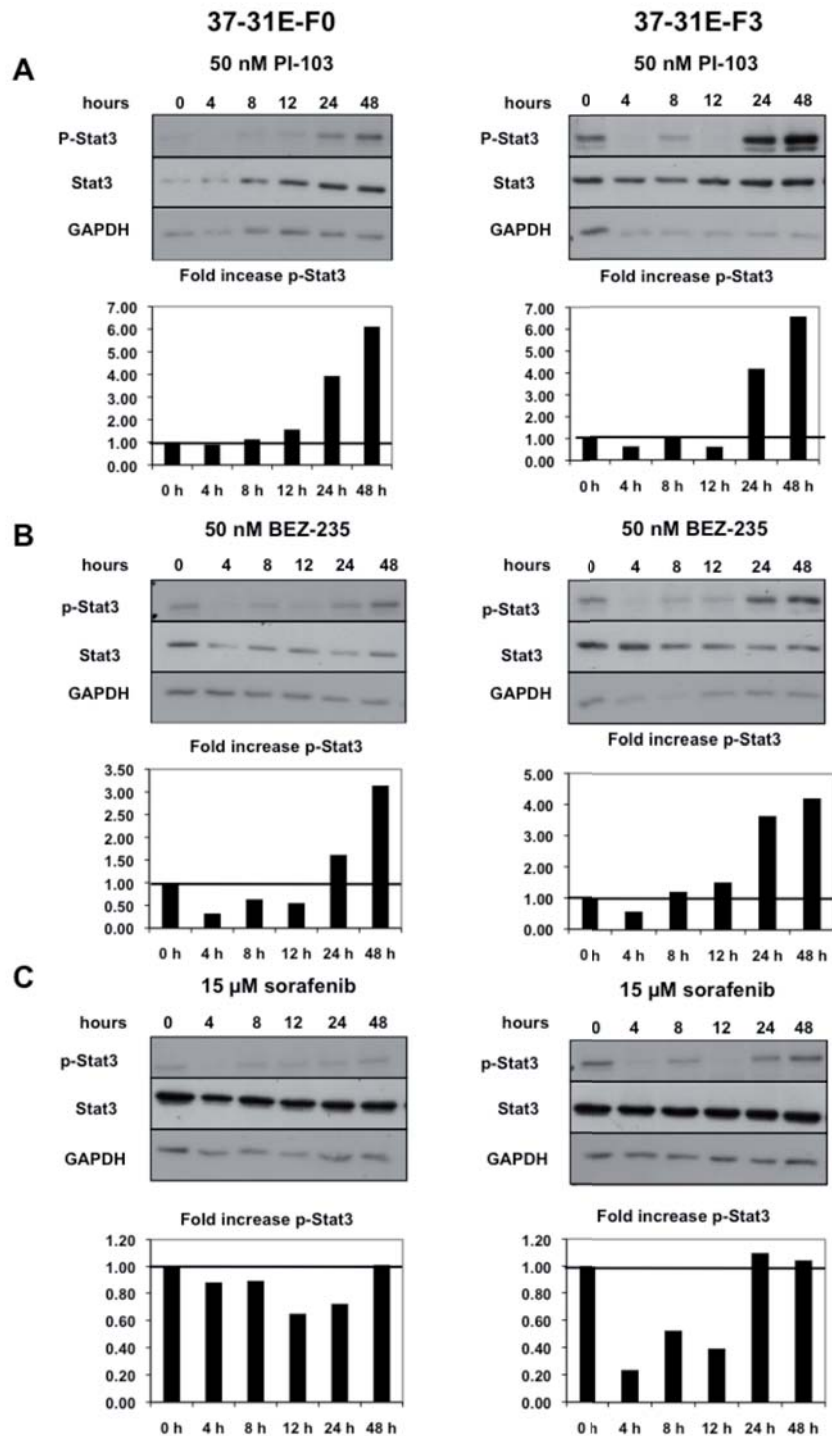 37-31E-F0 37-31E-F3
A
50 nM PI-103 50 nM PI-103
hours 0 4 8 12 24 48
P-Stat3
Stat3
GAPDH
Fold incease p-Stat3
7.00
6.00
5.00
4.00
3.00
2.00
1.00
0.00
0 h 4h 8h 12 h 24 h 48 h
hours 0 4 8 12 24 48
P-Stat3
Stat3
GAPDH
Fold increase p-Stat3
7.00
6.00
5.00
4.00
3.00
2.00
1.00
0.00
0 h 4 h 8 h 12 h 24 h 48 h
B
50 nM BEZ-235 50 nM BEZ-235
hours 0 4 8 12 24 48
p-Stat3
Stat3
GAPDH
Fold increase p-Stat3
3.50
3.00
2.50
2.00
1.50
1.00
0.50
0.00
0 h 4 h 8 h 12 h 24 h 48 h
hours 0 4 8 12 24 48
p-Stat3
Stat3
GAPDH
Fold increase p-Stat3
5.00
4.00
3.00
2.00
1.00
0.00
0 h 4 h 8 h 12 h 24 h 48 h
C
15 µM sorafenib 15 µM sorafenib
hours 0 4 8 12 24 48
p-Stat3
Stat3
GAPDH
Fold increase p-Stat3
1.20
1.00
0.80
0.60
0.40
0.20
0.00
0 h 4 h 8 h 12 h 24 h 48 h
hours 0 4 8 12 24 48
p-Stat3
Stat3
GAPDH
Fold increase p-Stat3
1.20
1.00
0.80
0.60
0.40
0.20
0.00
0 h 4 h 8 h 12 h 24 h 48 h